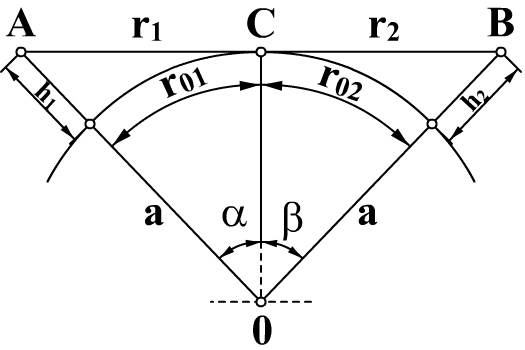 A r₁ C r₂ B
h₁ r₀₁ r₀₂ h₂
a α β a
0